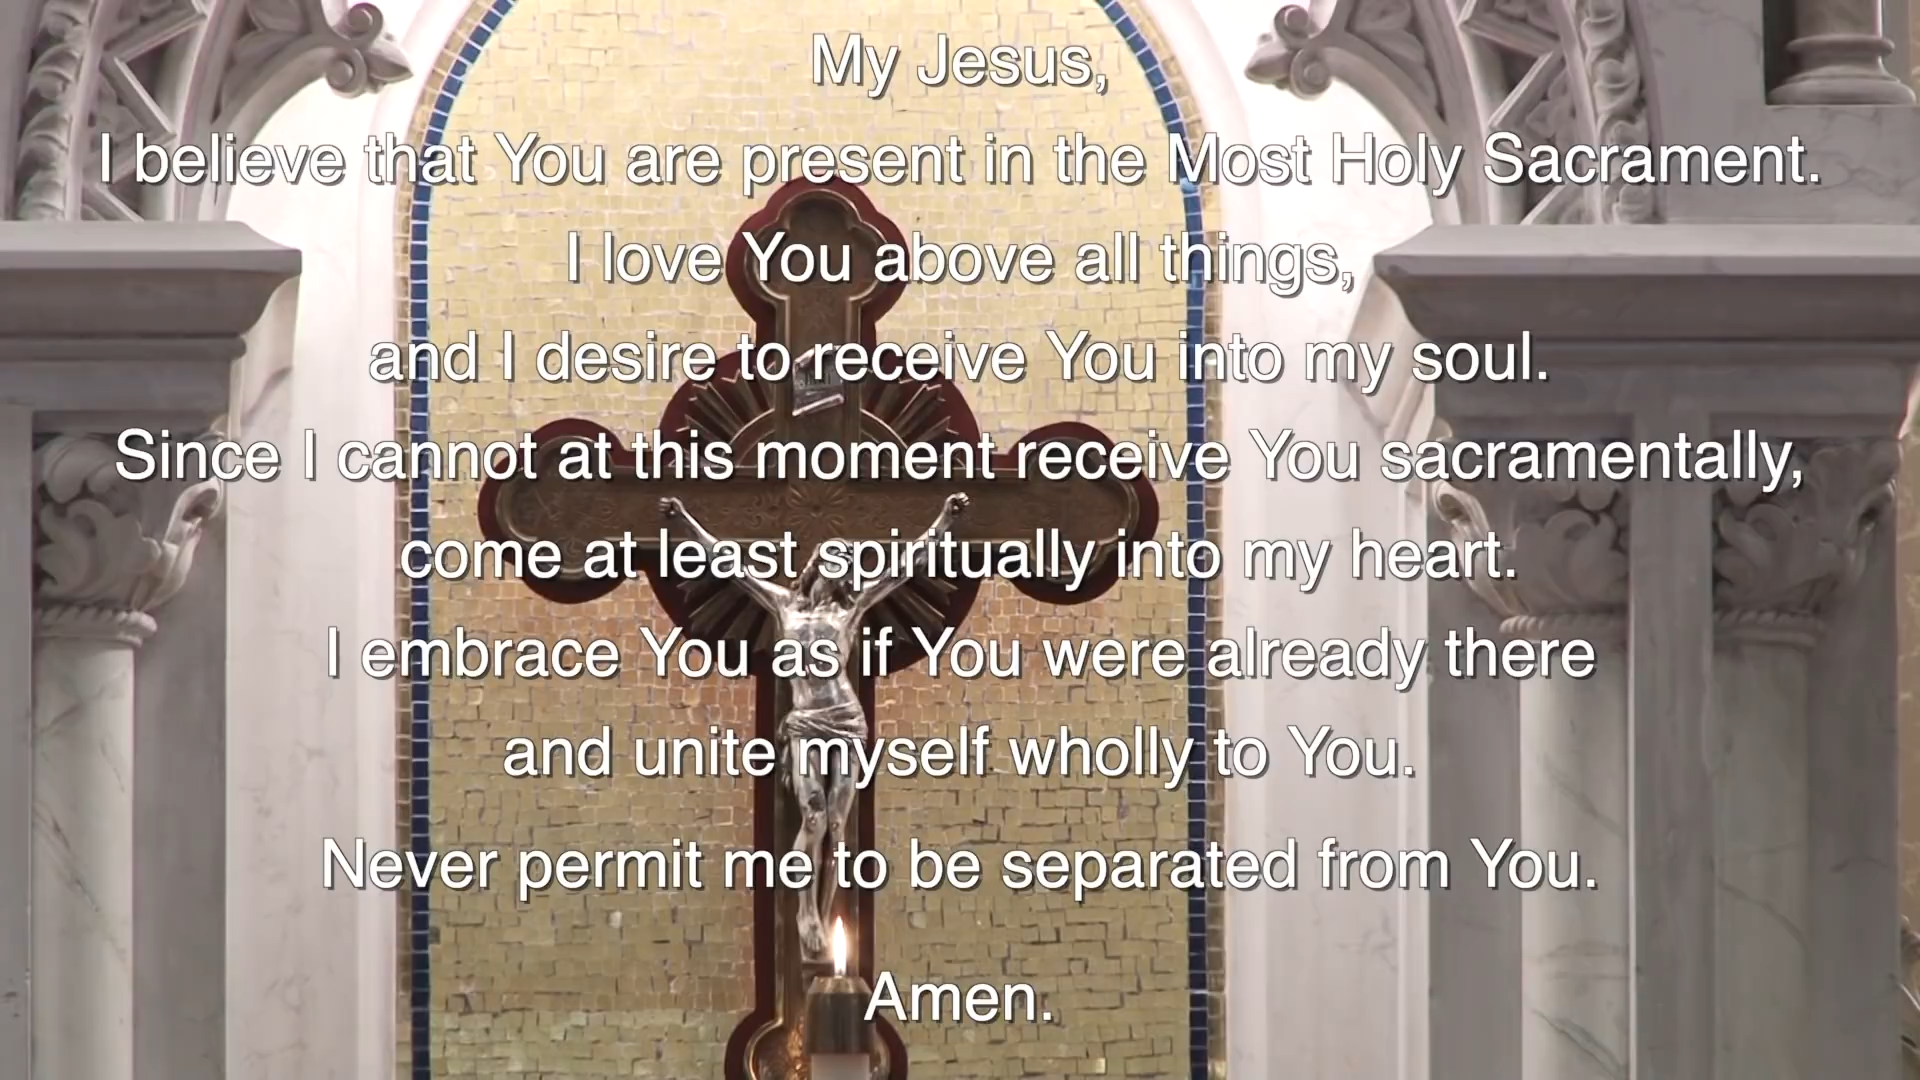 My Jesus,
I believe that You are present in the Most Holy Sacrament.
I love You above all things,
and I desire to receive You into my soul.
Since I cannot at this moment receive You sacramentally,
come at least spiritually into my heart.
I embrace You as if You were already there
and unite myself wholly to You.
Never permit me to be separated from You.
Amen.